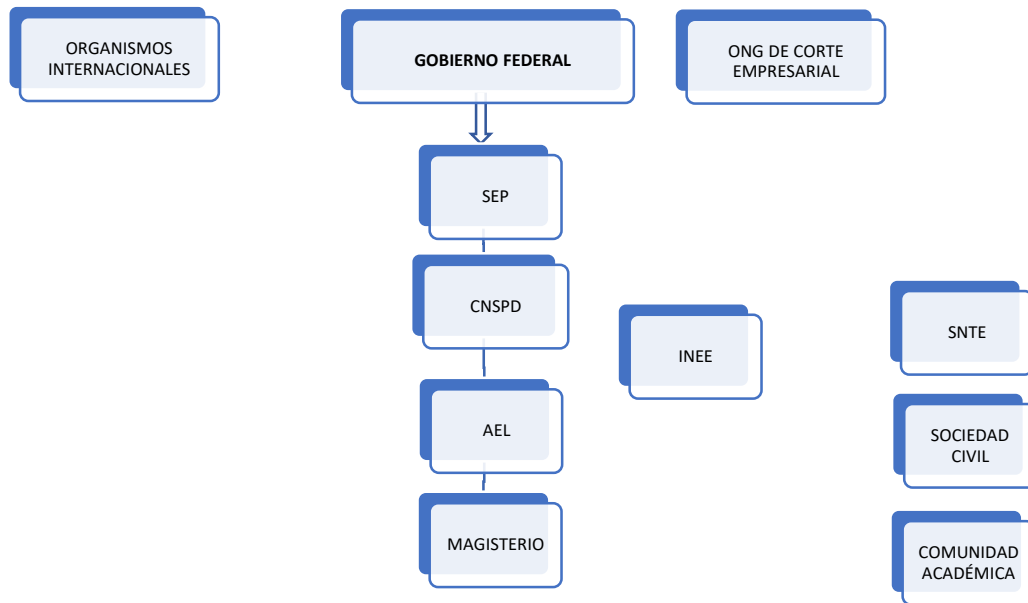 ORGANISMOS
INTERNACIONALES
GOBIERNO FEDERAL
ONG DE CORTE
EMPRESARIAL
SEP
CNSPD
INEE
SNTE
AEL
SOCIEDAD
CIVIL
MAGISTERIO
COMUNIDAD
ACADÉMICA